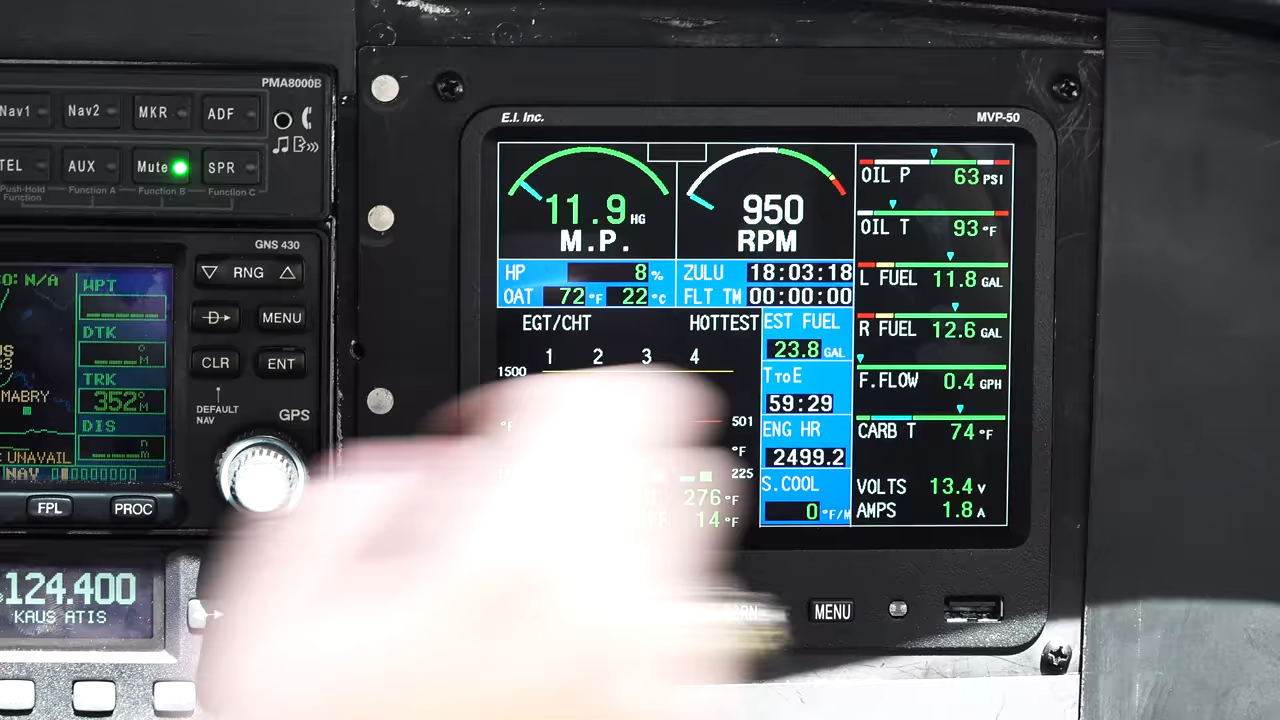 PMA8000B
Nav1 Nav2 MKR ADF
TEL AUX Mute SPR
Push-Hold Function
Function A Function B Function C
GNS 430
CO: N/A
WPT
DTK
TRK
352°M
DIS
MABRY
UNAVAIL
NAV
RNG
MENU
CLR ENT
DEFAULT NAV
GPS
FPL PROC
124.400
KAUS ATIS
E.I. Inc. MVP-50
11.9 HG
M.P.
950
RPM
HP 8 %
OAT 72 °F 22 °C
ZULU 18:03:18
FLT TM 00:00:00
EGT/CHT HOTTEST
1 2 3 4
1500
501
°F
225
276 °F
14 °F
EST FUEL
23.8 GAL
TTOE
59:29
ENG HR
2499.2
S.COOL
0 °F/M
OIL P 63 PSI
OIL T 93 °F
L FUEL 11.8 GAL
R FUEL 12.6 GAL
F.FLOW 0.4 GPH
CARB T 74 °F
VOLTS 13.4 V
AMPS 1.8 A
MENU